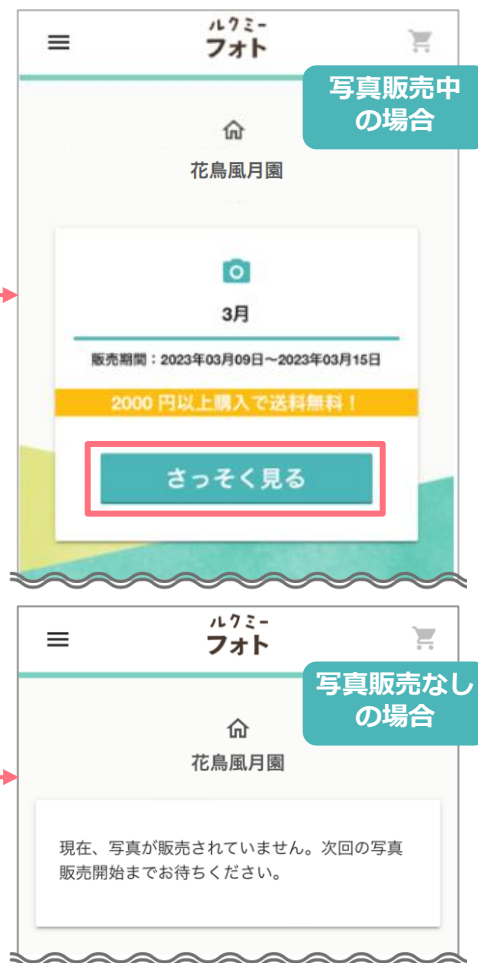 ルクミー
フォト
写真販売中
の場合
花鳥風月園
3月
販売期間：2023年03月09日～2023年03月15日
2000 円以上購入で送料無料！
さっそく見る
ルクミー
フォト
写真販売なし
の場合
花鳥風月園
現在、写真が販売されていません。次回の写真
販売開始までお待ちください。